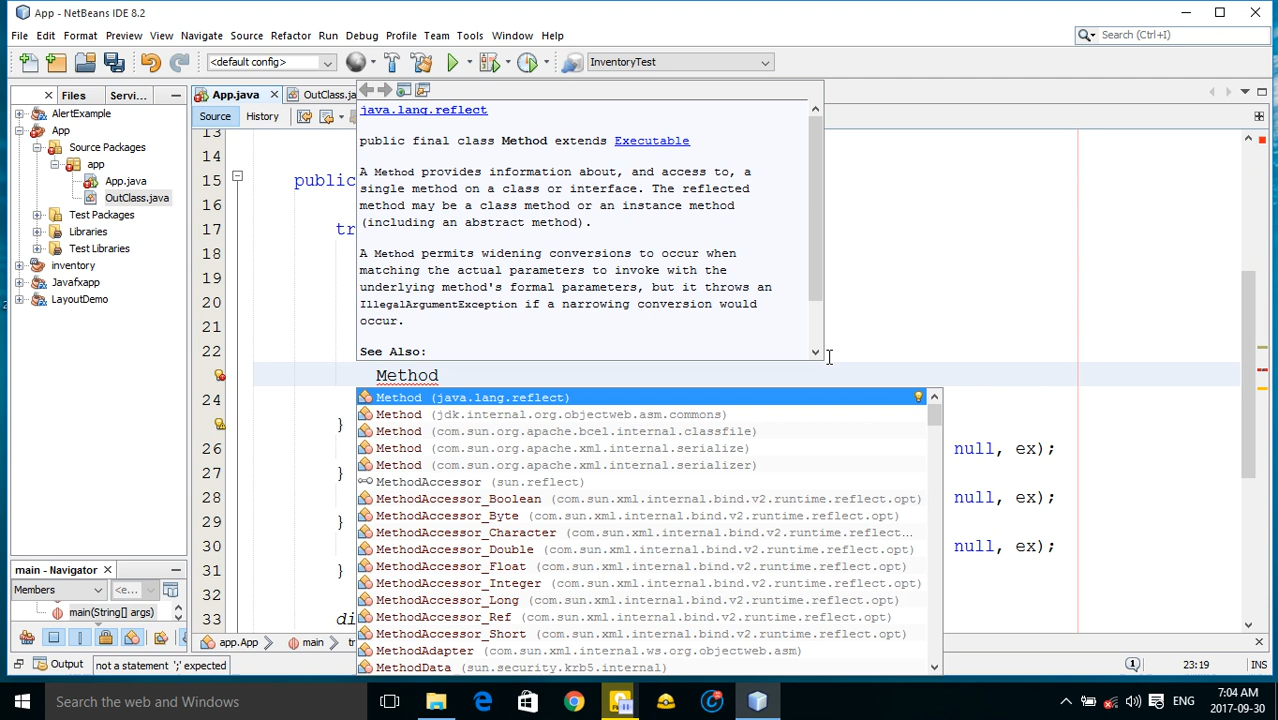 App - NetBeans IDE 8.2
File Edit Format Preview View Navigate Source Refactor Run Debug Profile Team Tools Window Help
Search (Ctrl+I)
<default config>
InventoryTest
Files Servi...
App.java OutClass.ja
Source History
AlertExample
App
Source Packages
app
App.java
OutClass.java
Test Packages
Libraries
Test Libraries
inventory
Javafxapp
LayoutDemo
main - Navigator
Members <e...
main(String[] args)
13
14
15 public
16
17 tr
18
19
20
21
22
Method
24
}
26 null, ex);
27 }
28 null, ex);
29 }
30 null, ex);
31 }
32
33 di
java.lang.reflect
public final class Method extends Executable
A Method provides information about, and access to, a
single method on a class or interface. The reflected
method may be a class method or an instance method
(including an abstract method).
A Method permits widening conversions to occur when
matching the actual parameters to invoke with the
underlying method's formal parameters, but it throws an
IllegalArgumentException if a narrowing conversion would
occur.
See Also:
Method (java.lang.reflect)
Method (jdk.internal.org.objectweb.asm.commons)
Method (com.sun.org.apache.bcel.internal.classfile)
Method (com.sun.org.apache.xml.internal.serialize)
Method (com.sun.org.apache.xml.internal.serializer)
MethodAccessor (sun.reflect)
MethodAccessor_Boolean (com.sun.xml.internal.bind.v2.runtime.reflect.opt)
MethodAccessor_Byte (com.sun.xml.internal.bind.v2.runtime.reflect.opt)
MethodAccessor_Character (com.sun.xml.internal.bind.v2.runtime.reflect...
MethodAccessor_Double (com.sun.xml.internal.bind.v2.runtime.reflect.opt)
MethodAccessor_Float (com.sun.xml.internal.bind.v2.runtime.reflect.opt)
MethodAccessor_Integer (com.sun.xml.internal.bind.v2.runtime.reflect.opt)
MethodAccessor_Long (com.sun.xml.internal.bind.v2.runtime.reflect.opt)
MethodAccessor_Ref (com.sun.xml.internal.bind.v2.runtime.reflect.opt)
MethodAccessor_Short (com.sun.xml.internal.bind.v2.runtime.reflect.opt)
MethodAdapter (com.sun.xml.internal.ws.org.objectweb.asm)
MethodData (sun.security.krb5.internal)
app.App main tr
Output not a statement ';' expected 1 23:19 INS
Search the web and Windows
ENG 7:04 AM
2017-09-30